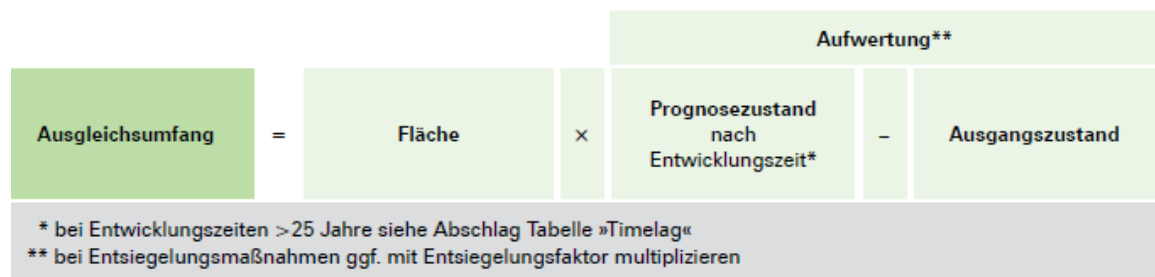 Aufwertung**
Ausgleichsumfang = Fläche × Prognosezustand nach Entwicklungszeit* – Ausgangszustand
* bei Entwicklungszeiten >25 Jahre siehe Abschlag Tabelle »Timelag«
** bei Entsiegelungsmaßnahmen ggf. mit Entsiegelungsfaktor multiplizieren